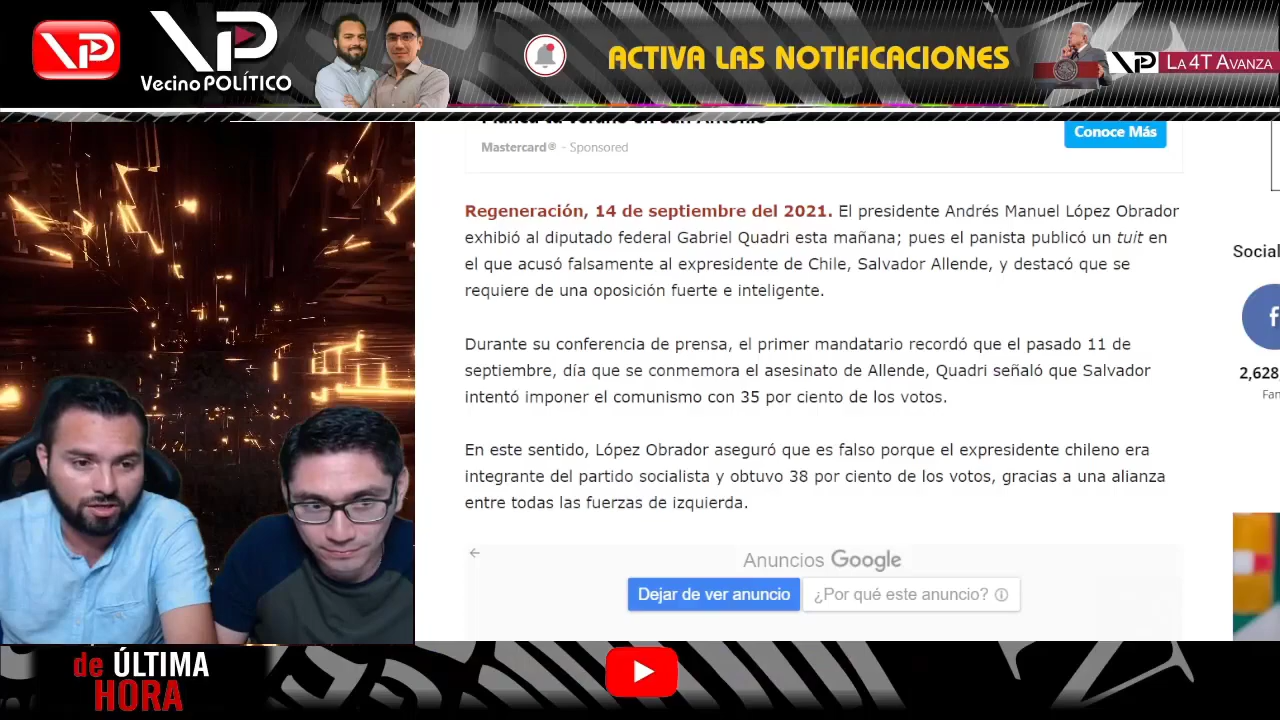 VP
VP
VecinoPOLÍTICO
ACTIVA LAS NOTIFICACIONES
VP LA 4T AVANZA
Mastercard® - Sponsored
Conoce Más
Regeneración, 14 de septiembre del 2021. El presidente Andrés Manuel López Obrador
exhibió al diputado federal Gabriel Quadri esta mañana; pues el panista publicó un tuit en
el que acusó falsamente al expresidente de Chile, Salvador Allende, y destacó que se
requiere de una oposición fuerte e inteligente.
Durante su conferencia de prensa, el primer mandatario recordó que el pasado 11 de
septiembre, día que se conmemora el asesinato de Allende, Quadri señaló que Salvador
intentó imponer el comunismo con 35 por ciento de los votos.
En este sentido, López Obrador aseguró que es falso porque el expresidente chileno era
integrante del partido socialista y obtuvo 38 por ciento de los votos, gracias a una alianza
entre todas las fuerzas de izquierda.
Anuncios Google
Dejar de ver anuncio
¿Por qué este anuncio?
Social
2,628,
Fan
de ÚLTIMA
HORA